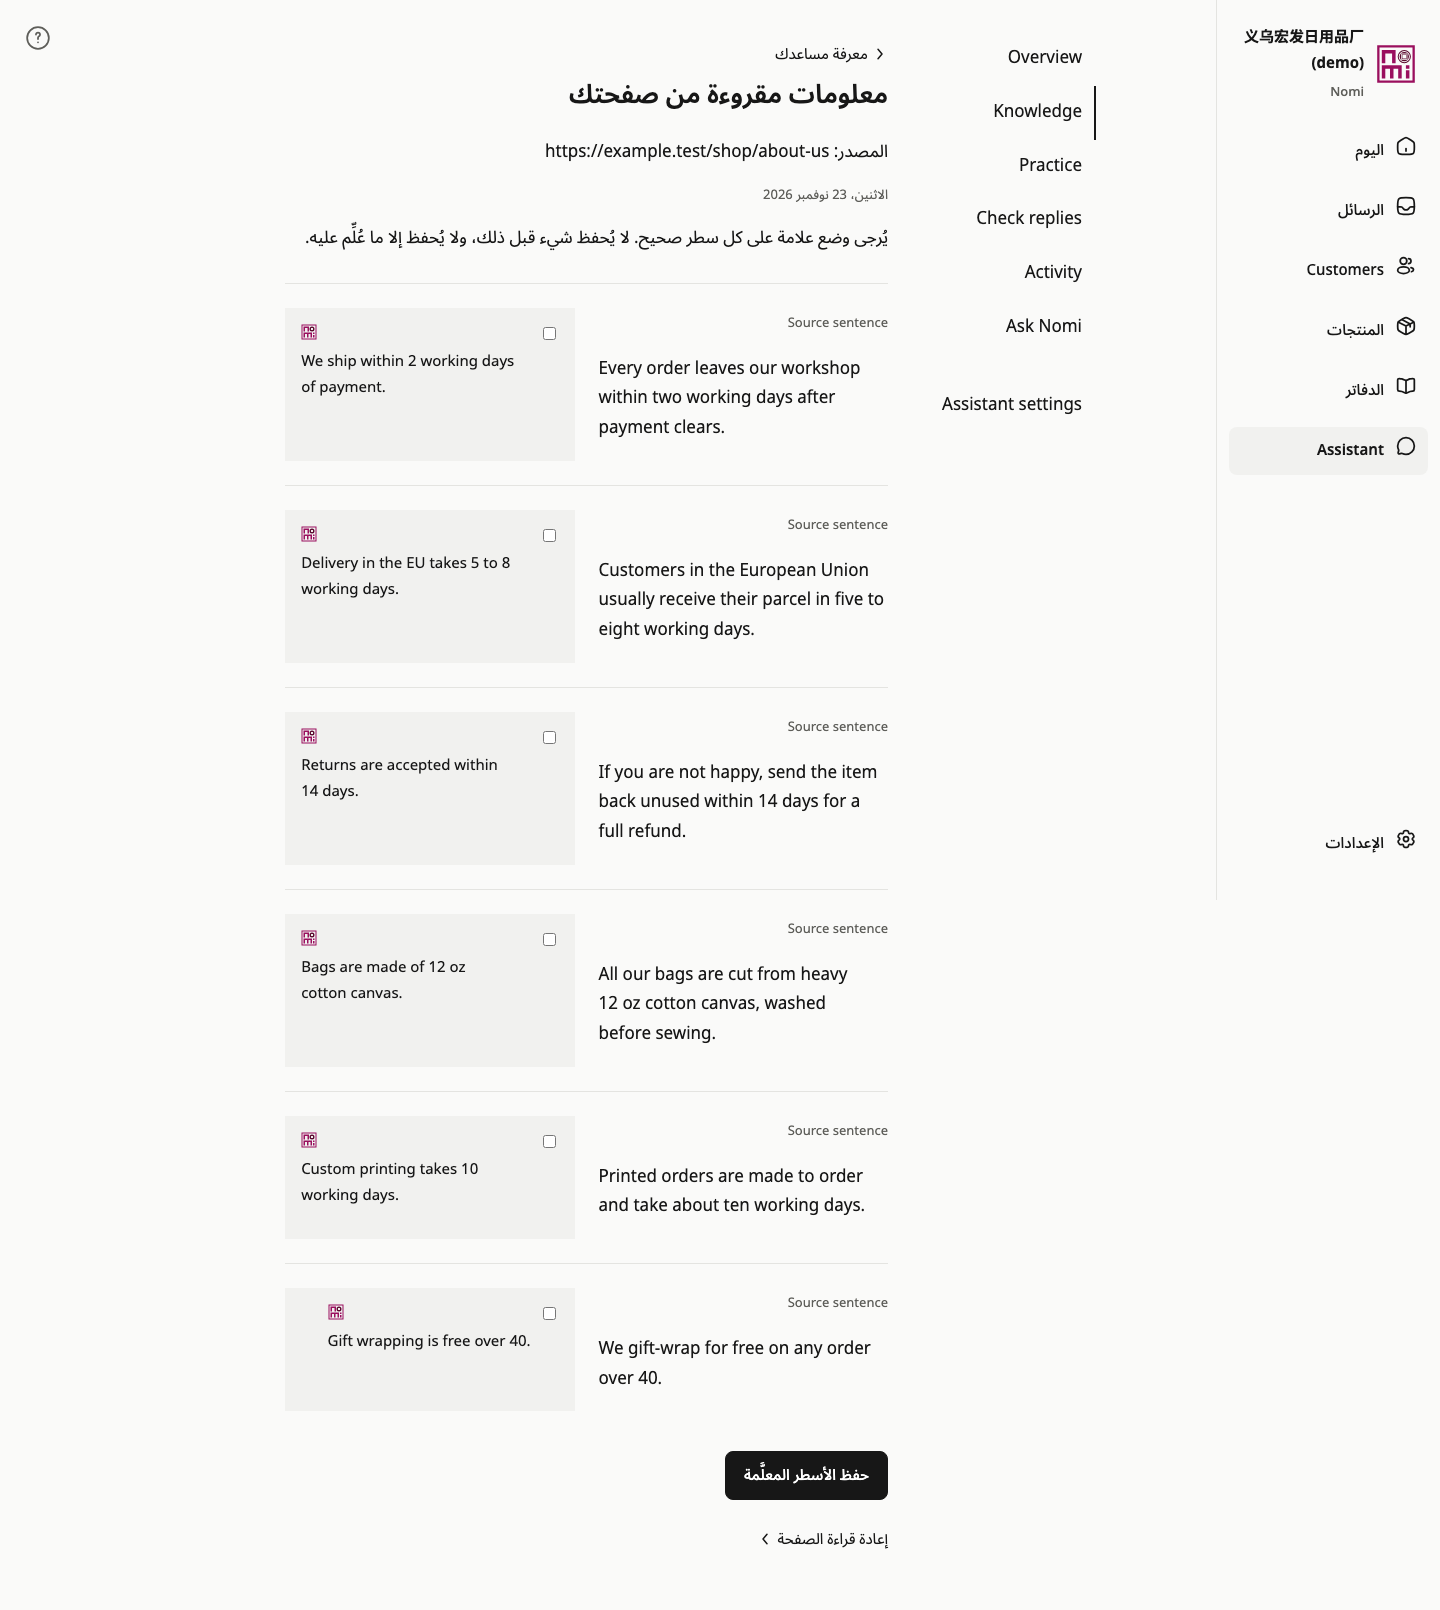 义乌宏发日用品厂
(demo)
Nomi
اليوم
الرسائل
Customers
المنتجات
الدفاتر
Assistant
الإعدادات
Overview
Knowledge
Practice
Check replies
Activity
Ask Nomi
Assistant settings
معرفة مساعدك
معلومات مقروءة من صفحتك
المصدر: https://example.test/shop/about-us
الاثنين، 23 نوفمبر 2026
يُرجى وضع علامة على كل سطر صحيح. لا يُحفظ شيء قبل ذلك، ولا يُحفظ إلا ما عُلِّم عليه.
Source sentence
Every order leaves our workshop
within two working days after
payment clears.
We ship within 2 working days
of payment.
Source sentence
Customers in the European Union
usually receive their parcel in five to
eight working days.
Delivery in the EU takes 5 to 8
working days.
Source sentence
If you are not happy, send the item
back unused within 14 days for a
full refund.
Returns are accepted within
14 days.
Source sentence
All our bags are cut from heavy
12 oz cotton canvas, washed
before sewing.
Bags are made of 12 oz
cotton canvas.
Source sentence
Printed orders are made to order
and take about ten working days.
Custom printing takes 10
working days.
Source sentence
We gift-wrap for free on any order
over 40.
Gift wrapping is free over 40.
حفظ الأسطر المعلَّمة
إعادة قراءة الصفحة